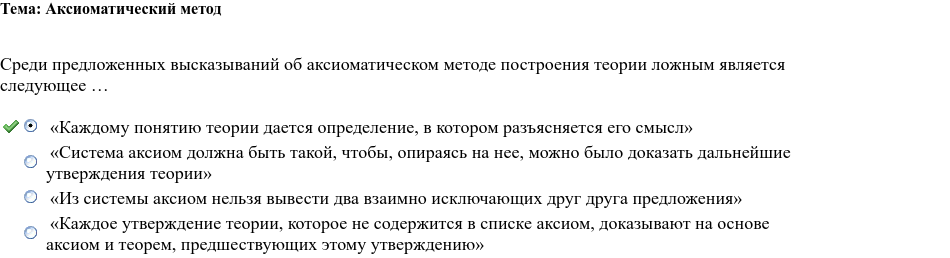 Тема: Аксиоматический метод
Среди предложенных высказываний об аксиоматическом методе построения теории ложным является
следующее …
«Каждому понятию теории дается определение, в котором разъясняется его смысл»
«Система аксиом должна быть такой, чтобы, опираясь на нее, можно было доказать дальнейшие
утверждения теории»
«Из системы аксиом нельзя вывести два взаимно исключающих друг друга предложения»
«Каждое утверждение теории, которое не содержится в списке аксиом, доказывают на основе
аксиом и теорем, предшествующих этому утверждению»